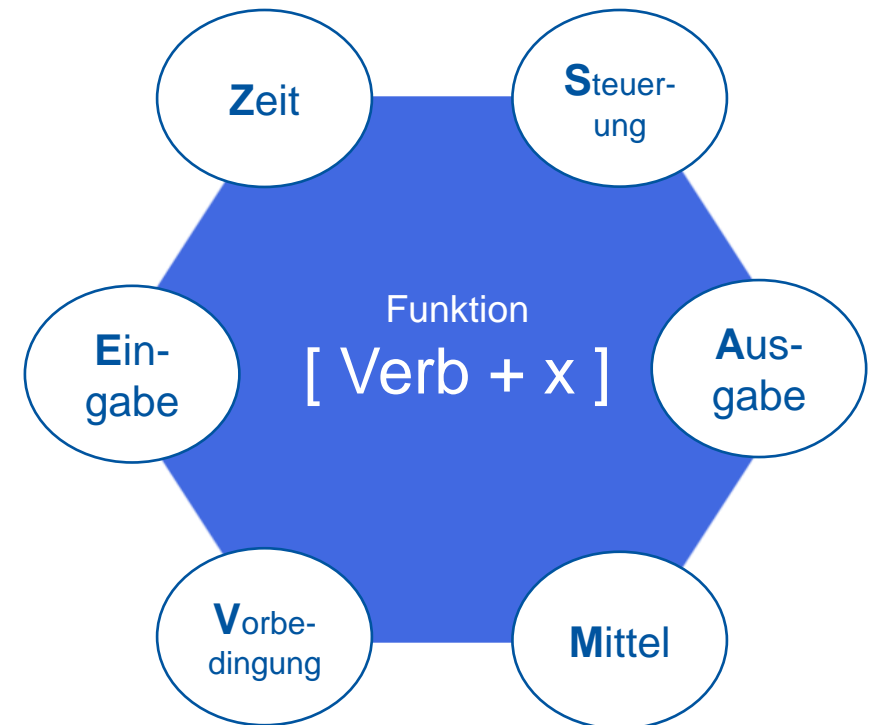 Zeit
Steuer-
ung
Funktion
[ Verb + x ]
Ein-
gabe
Aus-
gabe
Vorbe-
dingung
Mittel